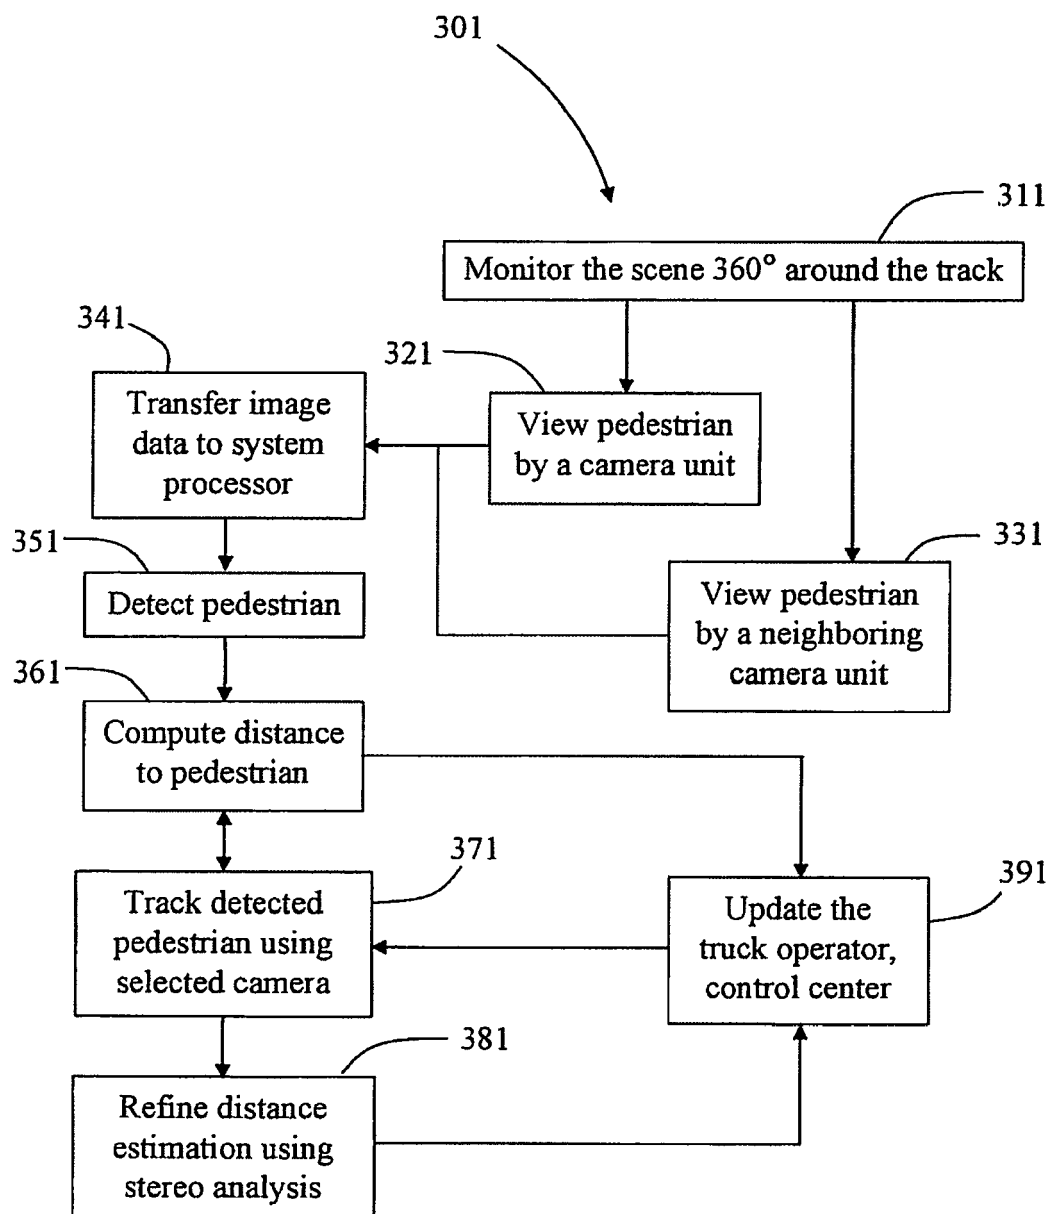 301
311
Monitor the scene 360° around the track
341
321
Transfer image
data to system
processor
View pedestrian
by a camera unit
351
331
Detect pedestrian
View pedestrian
by a neighboring
camera unit
361
Compute distance
to pedestrian
371
391
Track detected
pedestrian using
selected camera
Update the
truck operator,
control center
381
Refine distance
estimation using
stereo analysis